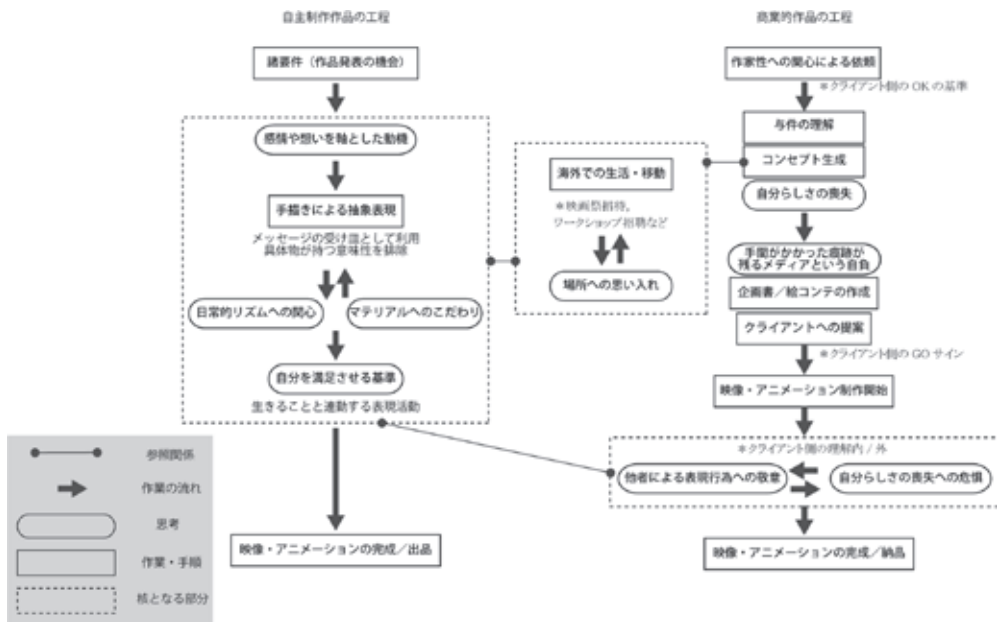 自主制作作品の工程
諸要件（作品発表の機会）
感情や想いを軸とした動機
手描きによる抽象表現
メッセージの受け皿として利用
具体物が持つ意味性を排除
日常的リズムへの関心
マテリアルへのこだわり
自分を満足させる基準
生きることと連動する表現活動
映像・アニメーションの完成／出品
海外での生活・移動
＊映画祭招待，
ワークショップ招聘など
場所への思い入れ
商業的作品の工程
作家性への関心による依頼
＊クライアント側の OK の基準
与件の理解
コンセプト生成
自分らしさの喪失
手間がかかった痕跡が
残るメディアという自負
企画書／絵コンテの作成
クライアントへの提案
＊クライアント側の GO サイン
映像・アニメーション制作開始
＊クライアント側の理解内 / 外
他者による表現行為への敬意
自分らしさの喪失への危惧
映像・アニメーションの完成／納品
参照関係
作業の流れ
思考
作業・手順
核となる部分